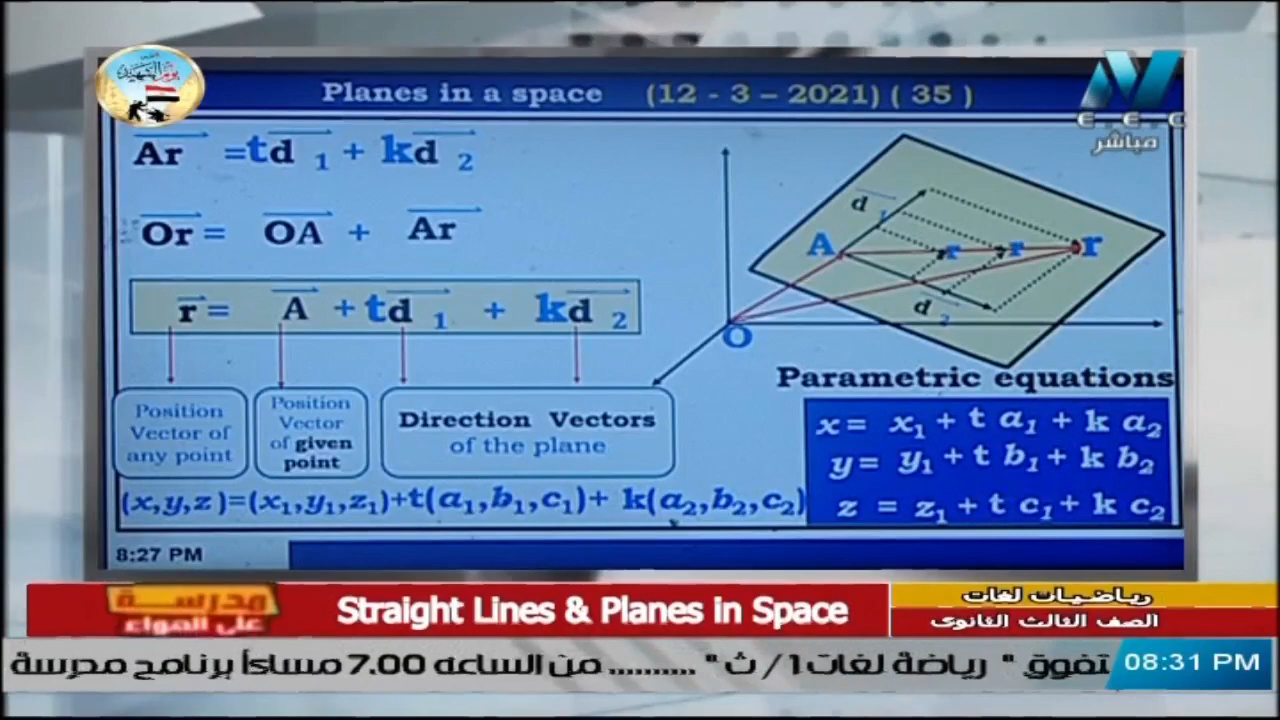 يوم الشهيد
Planes in a space (12 - 3 – 2021) ( 35 )
E.E.C
مباشر
Ar = td 1 + kd 2
Or = OA + Ar
r = A + td 1 + kd 2
Position Vector of any point
Position Vector of given point
Direction Vectors of the plane
(x,y,z)=(x₁,y₁,z₁)+t(a₁,b₁,c₁)+ k(a₂,b₂,c₂)
d 1
A r r r
d 2
O
Parametric equations
x = x₁ + t a₁ + k a₂
y = y₁ + t b₁ + k b₂
z = z₁ + t c₁ + k c₂
8:27 PM
مدرسة على الهواء
Straight Lines & Planes in Space
رياضيات لغات
الصف الثالث الثانوى
تفوق " رياضة لغات 1/ ث" .......... من الساعه 7.00 مساءاً برنامج مدرسة
08:31 PM